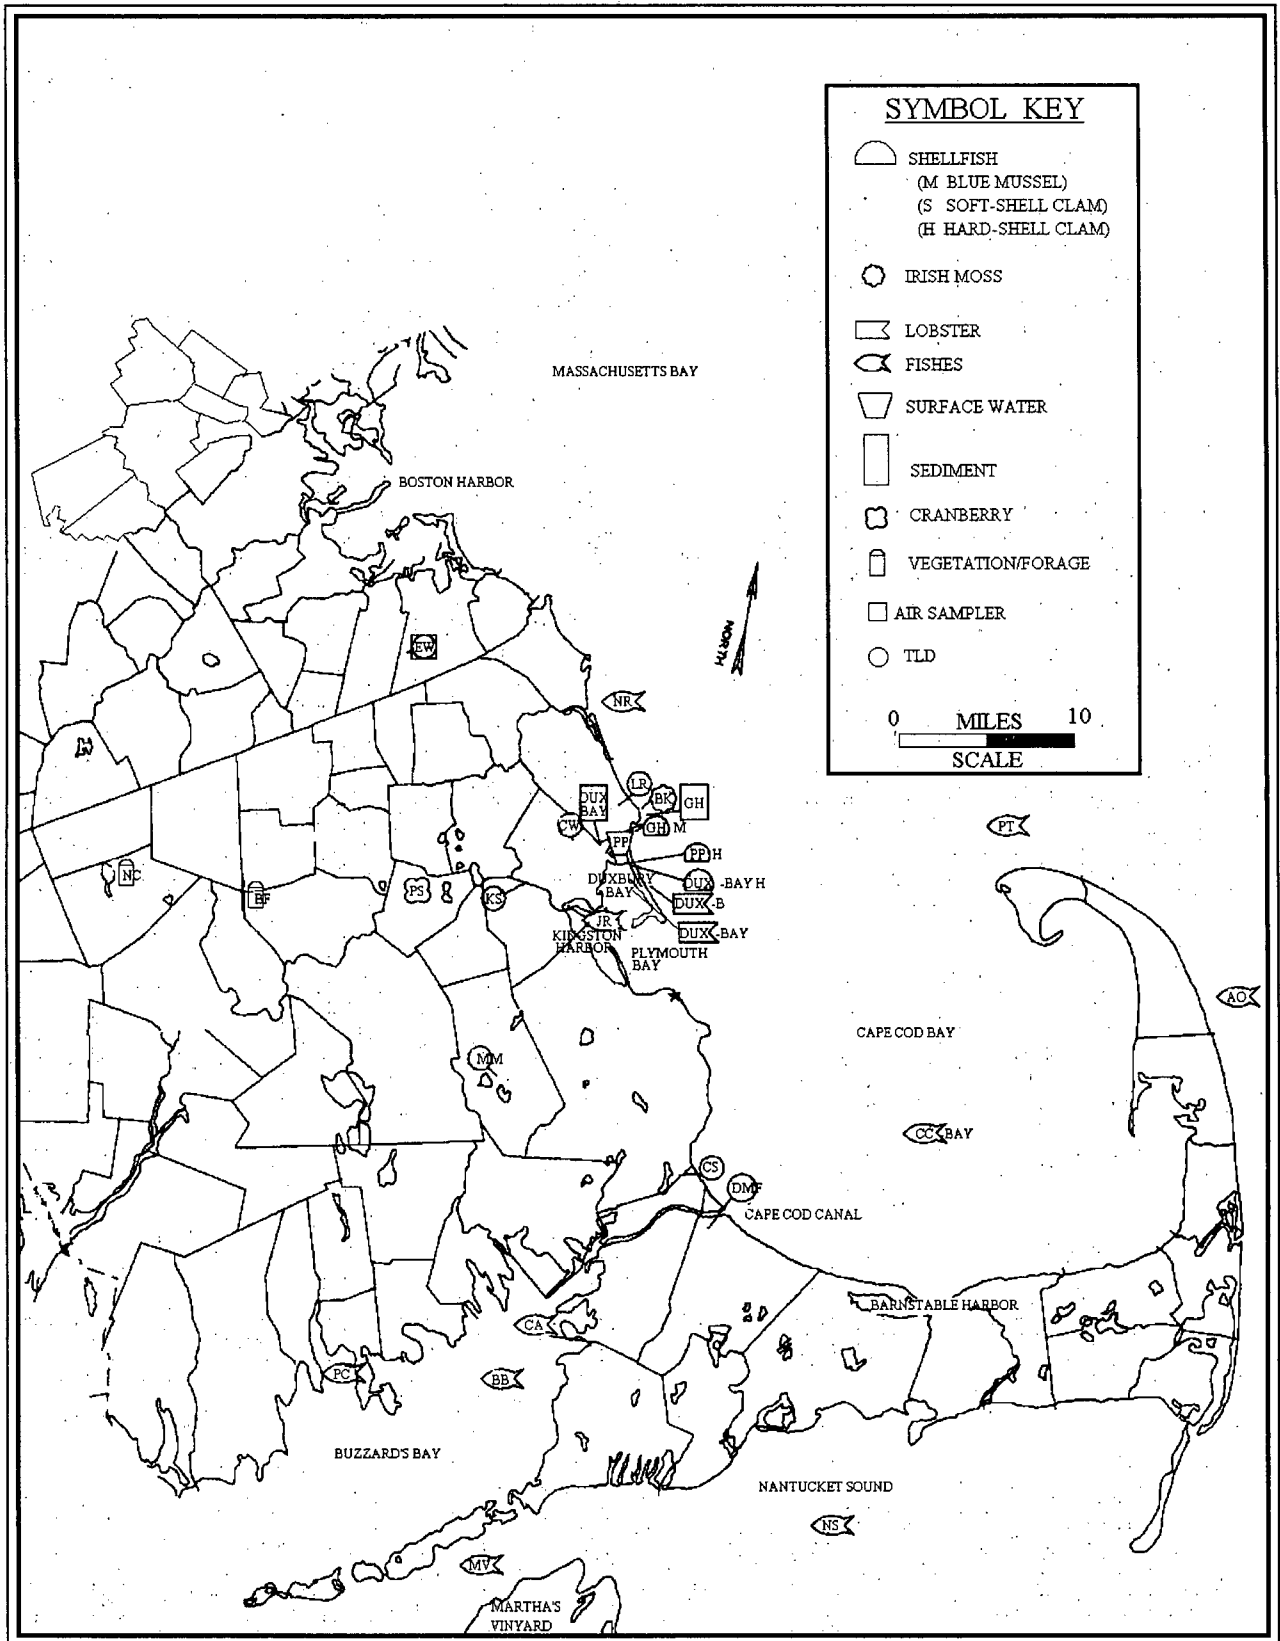 SYMBOL KEY
SHELLFISH
(M BLUE MUSSEL)
(S SOFT-SHELL CLAM)
(H HARD-SHELL CLAM)
IRISH MOSS
LOBSTER
FISHES
SURFACE WATER
SEDIMENT
CRANBERRY
VEGETATION/FORAGE
AIR SAMPLER
TLD
0 MILES 10
SCALE
MASSACHUSETTS BAY
BOSTON HARBOR
NORTH
EW
NR
LR
DUX
BAY
BK
GH
CW
GH M
PP
PP H
PT
NC
BF
PS
KS
DUXBURY
BAY
DUX -BAY H
DUX -B
JR
KINGSTON
HARBOR
DUX -BAY
PLYMOUTH
BAY
AO
CAPE COD BAY
MM
CC BAY
CS
DMF
CAPE COD CANAL
BARNSTABLE HARBOR
CA
PC
BB
BUZZARD'S BAY
NANTUCKET SOUND
NS
MV
MARTHA'S
VINYARD